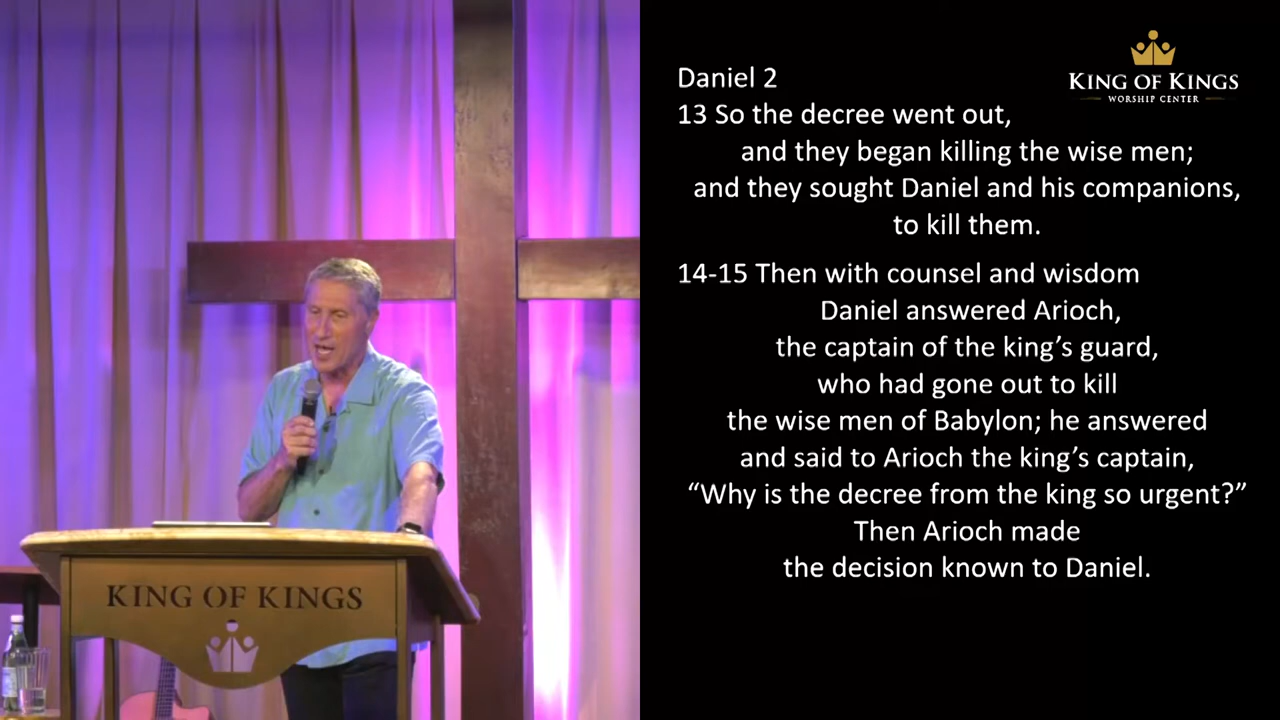 KING OF KINGS
WORSHIP CENTER
Daniel 2
13 So the decree went out,
and they began killing the wise men;
and they sought Daniel and his companions,
to kill them.
14-15 Then with counsel and wisdom
Daniel answered Arioch,
the captain of the king’s guard,
who had gone out to kill
the wise men of Babylon; he answered
and said to Arioch the king’s captain,
“Why is the decree from the king so urgent?”
Then Arioch made
the decision known to Daniel.
KING OF KINGS